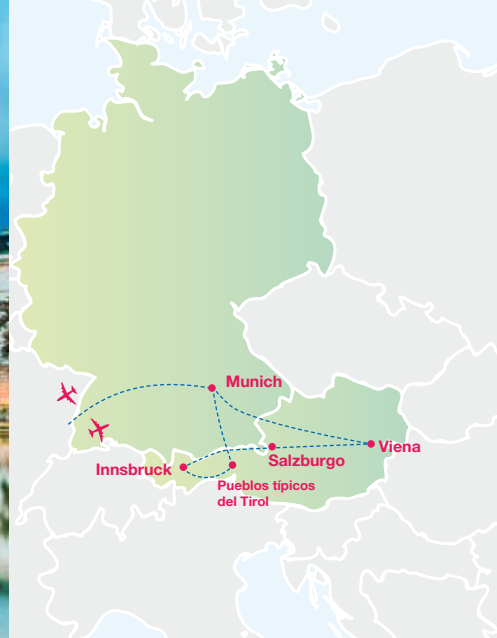 Munich
Viena
Salzburgo
Innsbruck
Pueblos típicos
del Tirol